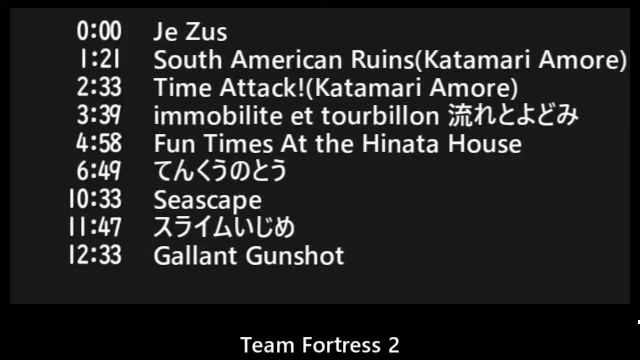 0:00 Je Zus
1:21 South American Ruins(Katamari Amore)
2:33 Time Attack!(Katamari Amore)
3:39 immobilite et tourbillon 流れとよどみ
4:58 Fun Times At the Hinata House
6:49 てんくうのとう
10:33 Seascape
11:47 スライムいじめ
12:33 Gallant Gunshot
Team Fortress 2